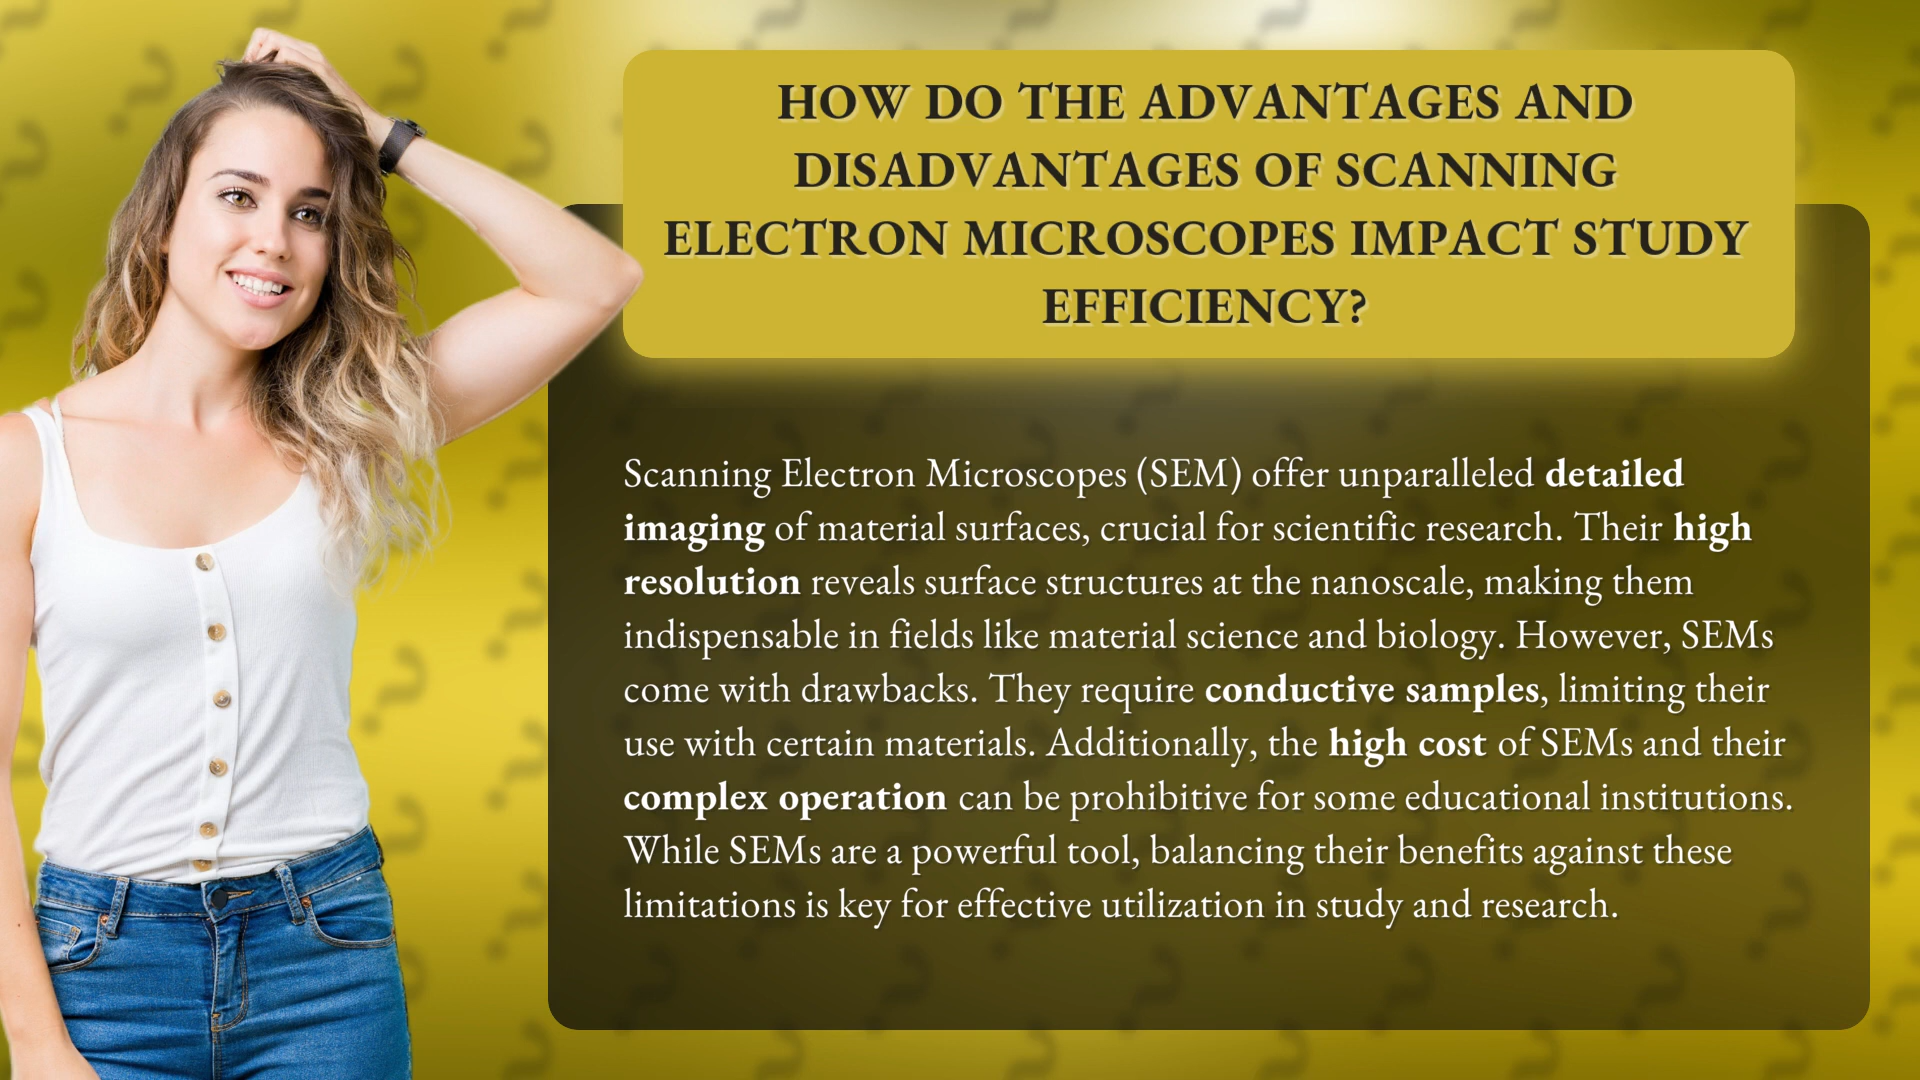 HOW DO THE ADVANTAGES AND
DISADVANTAGES OF SCANNING
ELECTRON MICROSCOPES IMPACT STUDY
EFFICIENCY?
Scanning Electron Microscopes (SEM) offer unparalleled detailed
imaging of material surfaces, crucial for scientific research. Their high
resolution reveals surface structures at the nanoscale, making them
indispensable in fields like material science and biology. However, SEMs
come with drawbacks. They require conductive samples, limiting their
use with certain materials. Additionally, the high cost of SEMs and their
complex operation can be prohibitive for some educational institutions.
While SEMs are a powerful tool, balancing their benefits against these
limitations is key for effective utilization in study and research.